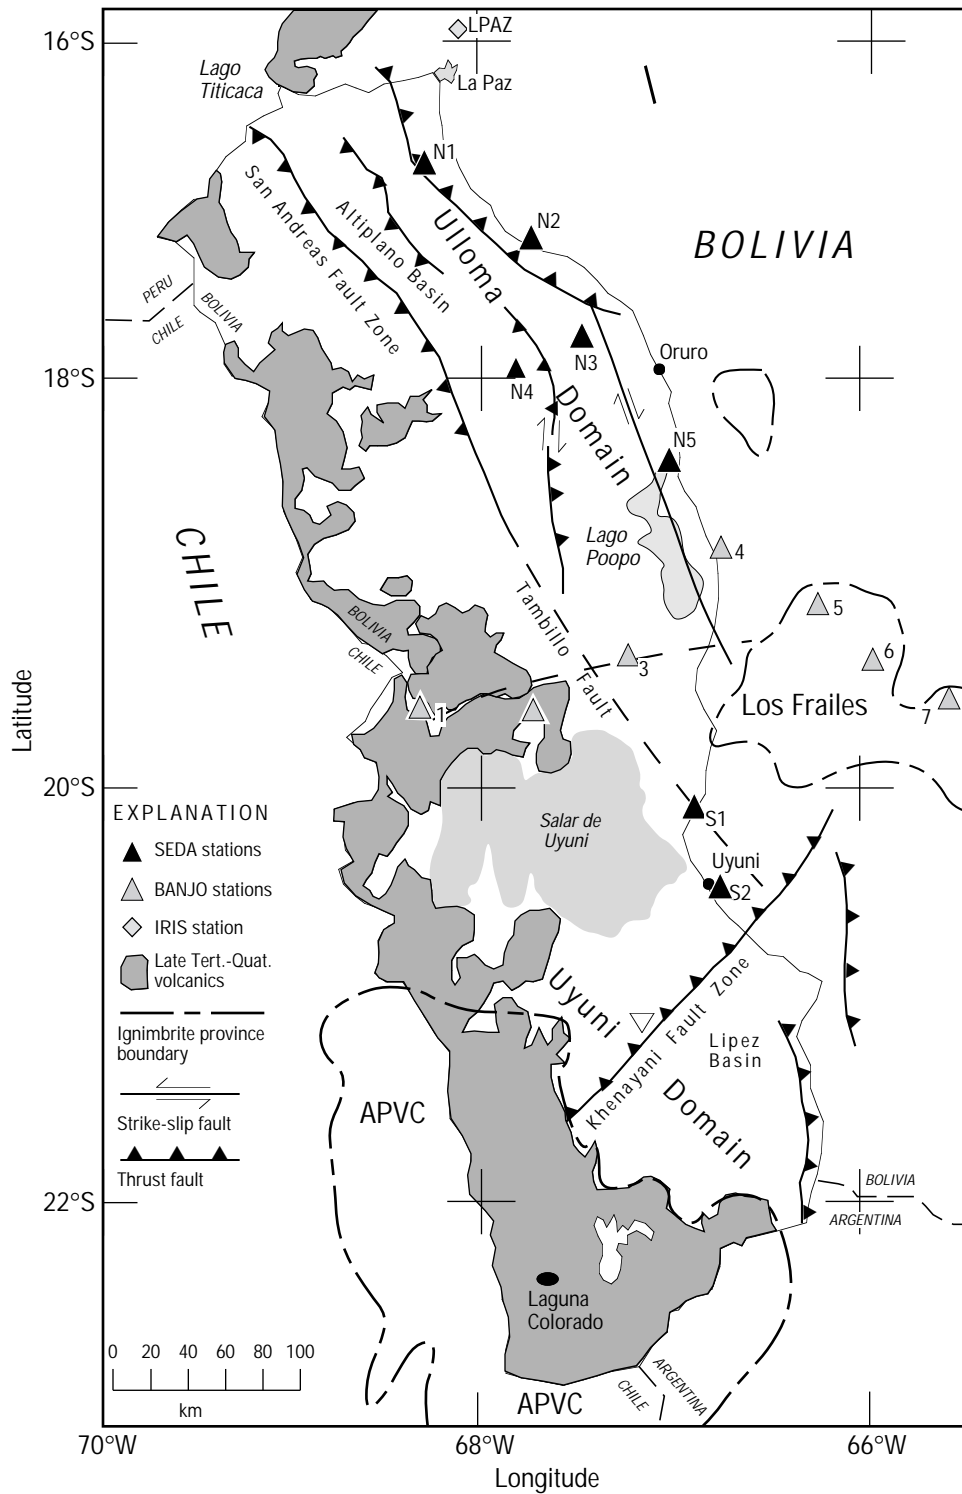 16°S
LPAZ
Lago
Titicaca
La Paz
N1
San Andreas Fault Zone
Altiplano Basin
Ulloma
N2
BOLIVIA
PERU
CHILE
BOLIVIA
18°S
N3
N4
Oruro
Domain
N5
CHILE
Lago
Poopo
4
Tambillo
Fault
BOLIVIA
CHILE
5
3
6
1
7
Los Frailes
Latitude
20°S
EXPLANATION
SEDA stations
BANJO stations
IRIS station
Late Tert.-Quat.
volcanics
Ignimbrite province
boundary
Strike-slip fault
Thrust fault
Salar de
Uyuni
S1
Uyuni
S2
Uyuni
Khenayani Fault Zone
Lipez
Basin
Domain
APVC
22°S
BOLIVIA
ARGENTINA
Laguna
Colorado
0 20 40 60 80 100
km
APVC
CHILE
ARGENTINA
70°W 68°W 66°W
Longitude